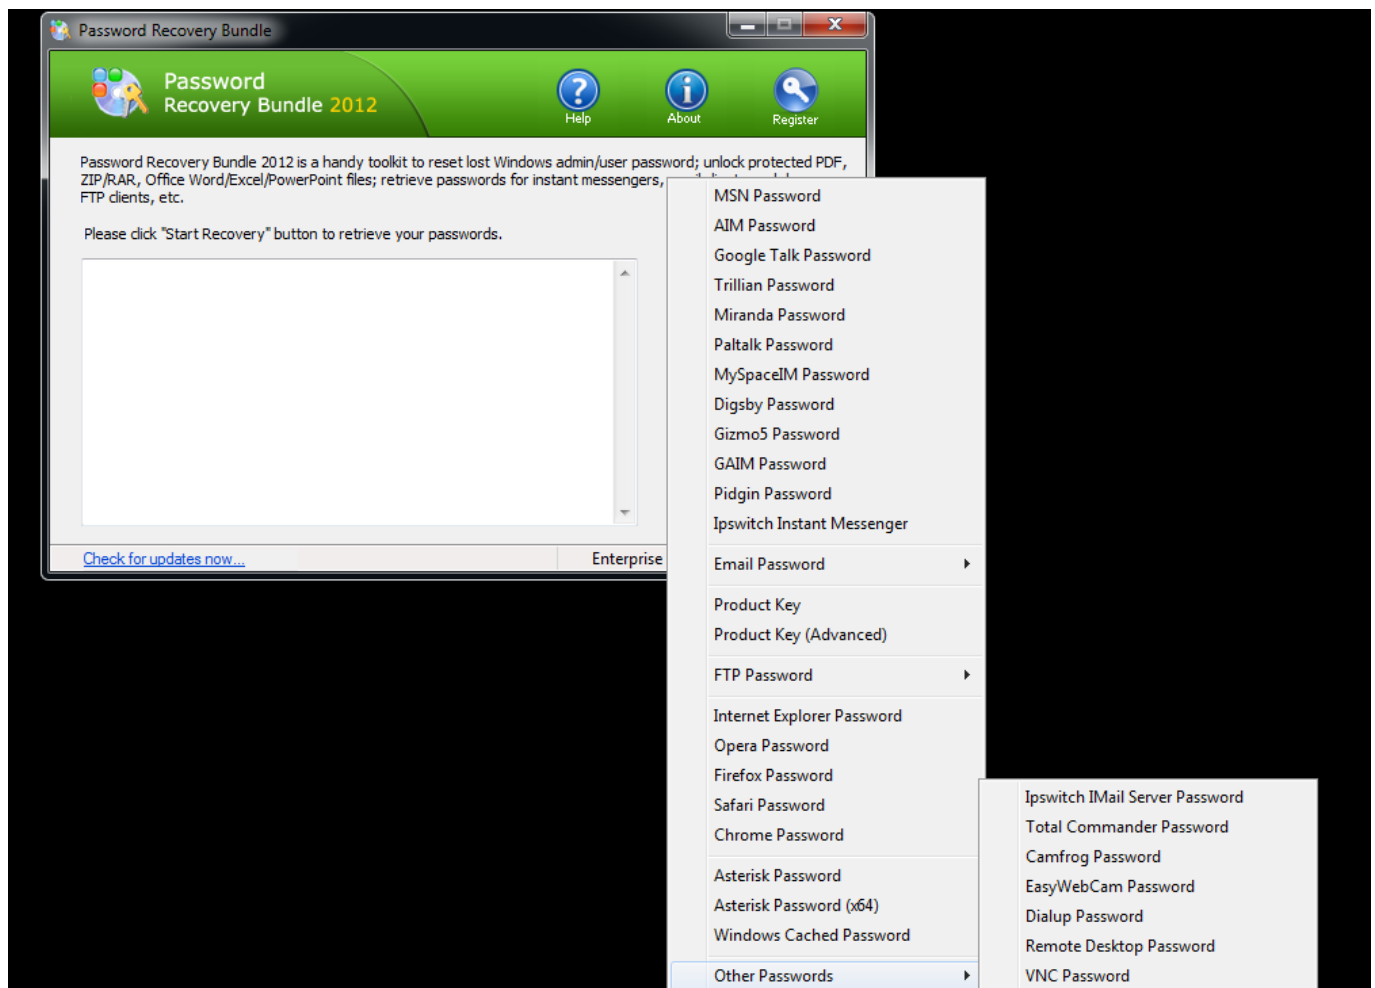 Password Recovery Bundle
Password
Recovery Bundle 2012
Help
About
Register
Password Recovery Bundle 2012 is a handy toolkit to reset lost Windows admin/user password; unlock protected PDF,
ZIP/RAR, Office Word/Excel/PowerPoint files; retrieve passwords for instant messengers,
FTP clients, etc.
Please click "Start Recovery" button to retrieve your passwords.
Check for updates now...
Enterprise
MSN Password
AIM Password
Google Talk Password
Trillian Password
Miranda Password
Paltalk Password
MySpaceIM Password
Digsby Password
Gizmo5 Password
GAIM Password
Pidgin Password
Ipswitch Instant Messenger
Email Password
Product Key
Product Key (Advanced)
FTP Password
Internet Explorer Password
Opera Password
Firefox Password
Safari Password
Chrome Password
Asterisk Password
Asterisk Password (x64)
Windows Cached Password
Other Passwords
Ipswitch IMail Server Password
Total Commander Password
Camfrog Password
EasyWebCam Password
Dialup Password
Remote Desktop Password
VNC Password